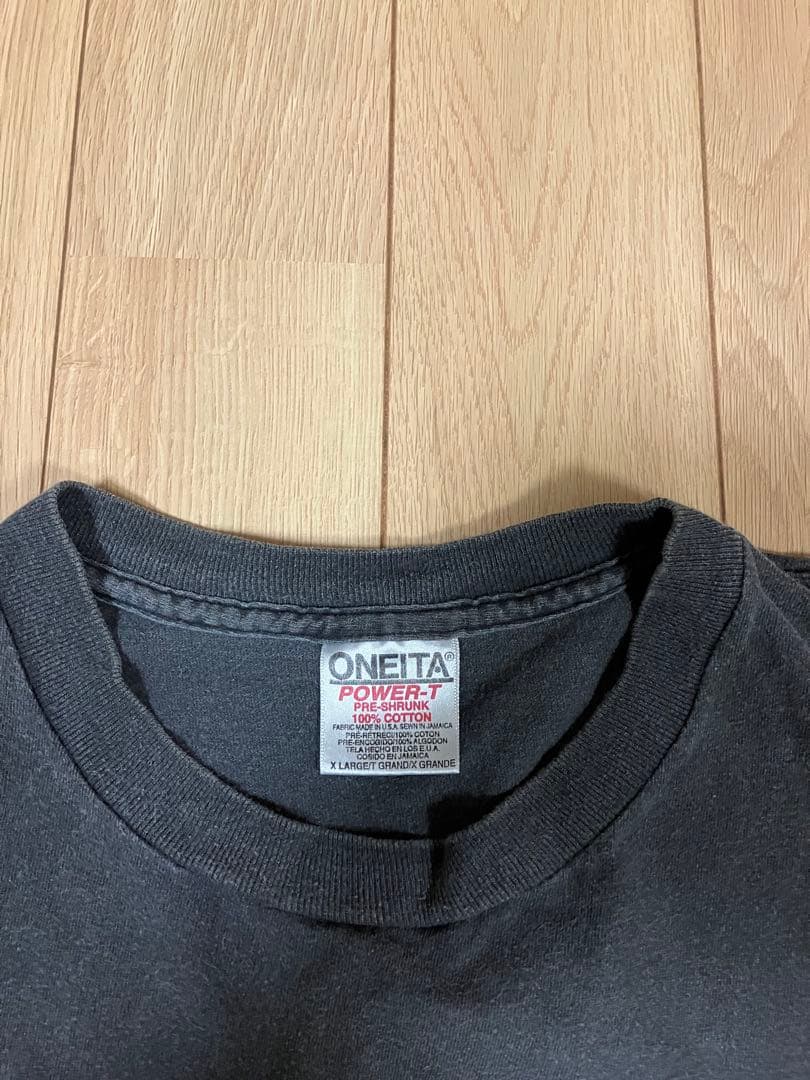 ONEITA®
POWER-T
PRE-SHRUNK
100% COTTON
FABRIC MADE IN U.S.A. SEWN IN JAMAICA
PRE-RÉTRECI/100% COTON
PRE-ENCOGIDO/100% ALGODON
TELA HECHO EN LOS E.U.A.
COSIDO EN JAMAICA
X LARGE/T GRAND/X GRANDE